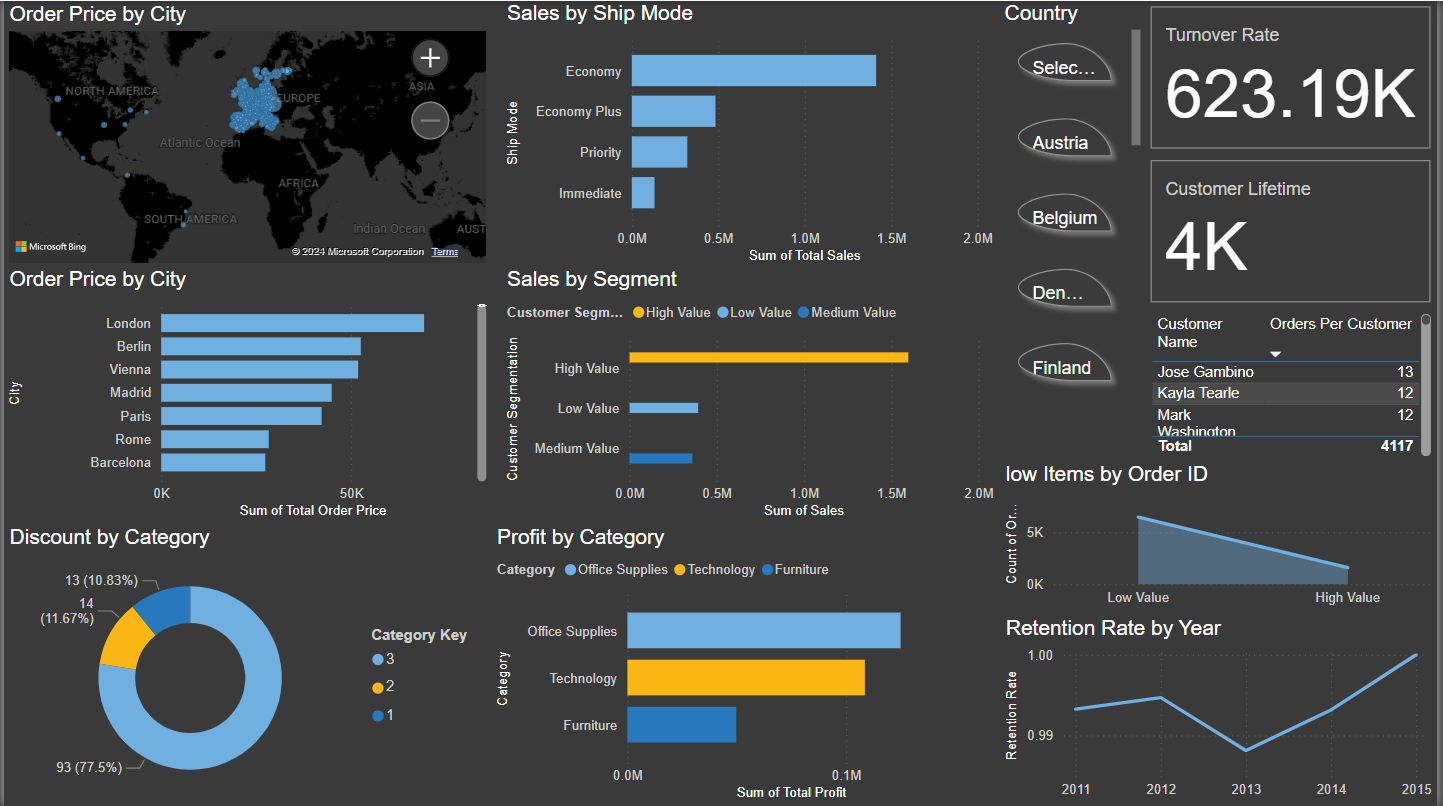 Order Price by City
NORTH AMERICA
EUROPE
ASIA
Atlantic Ocean
AFRICA
SOUTH AMERICA
Indian Ocean
AUST
Microsoft Bing
© 2024 Microsoft Corporation Terms
Sales by Ship Mode
Ship Mode
Economy
Economy Plus
Priority
Immediate
0.0M 0.5M 1.0M 1.5M 2.0M
Sum of Total Sales
Country
Selec...
Austria
Belgium
Den...
Finland
Turnover Rate
623.19K
Customer Lifetime
4K
Customer Name Orders Per Customer
Jose Gambino 13
Kayla Tearle 12
Mark Washington 12
Total 4117
Order Price by City
City
London
Berlin
Vienna
Madrid
Paris
Rome
Barcelona
0K 50K
Sum of Total Order Price
Sales by Segment
Customer Segm... High Value Low Value Medium Value
Customer Segmentation
High Value
Low Value
Medium Value
0.0M 0.5M 1.0M 1.5M 2.0M
Sum of Sales
low Items by Order ID
Count of Or...
5K
0K
Low Value High Value
Discount by Category
13 (10.83%)
14
(11.67%)
93 (77.5%)
Category Key
3
2
1
Profit by Category
Category Office Supplies Technology Furniture
Category
Office Supplies
Technology
Furniture
0.0M 0.1M
Sum of Total Profit
Retention Rate by Year
Retention Rate
1.00
0.99
2011 2012 2013 2014 2015